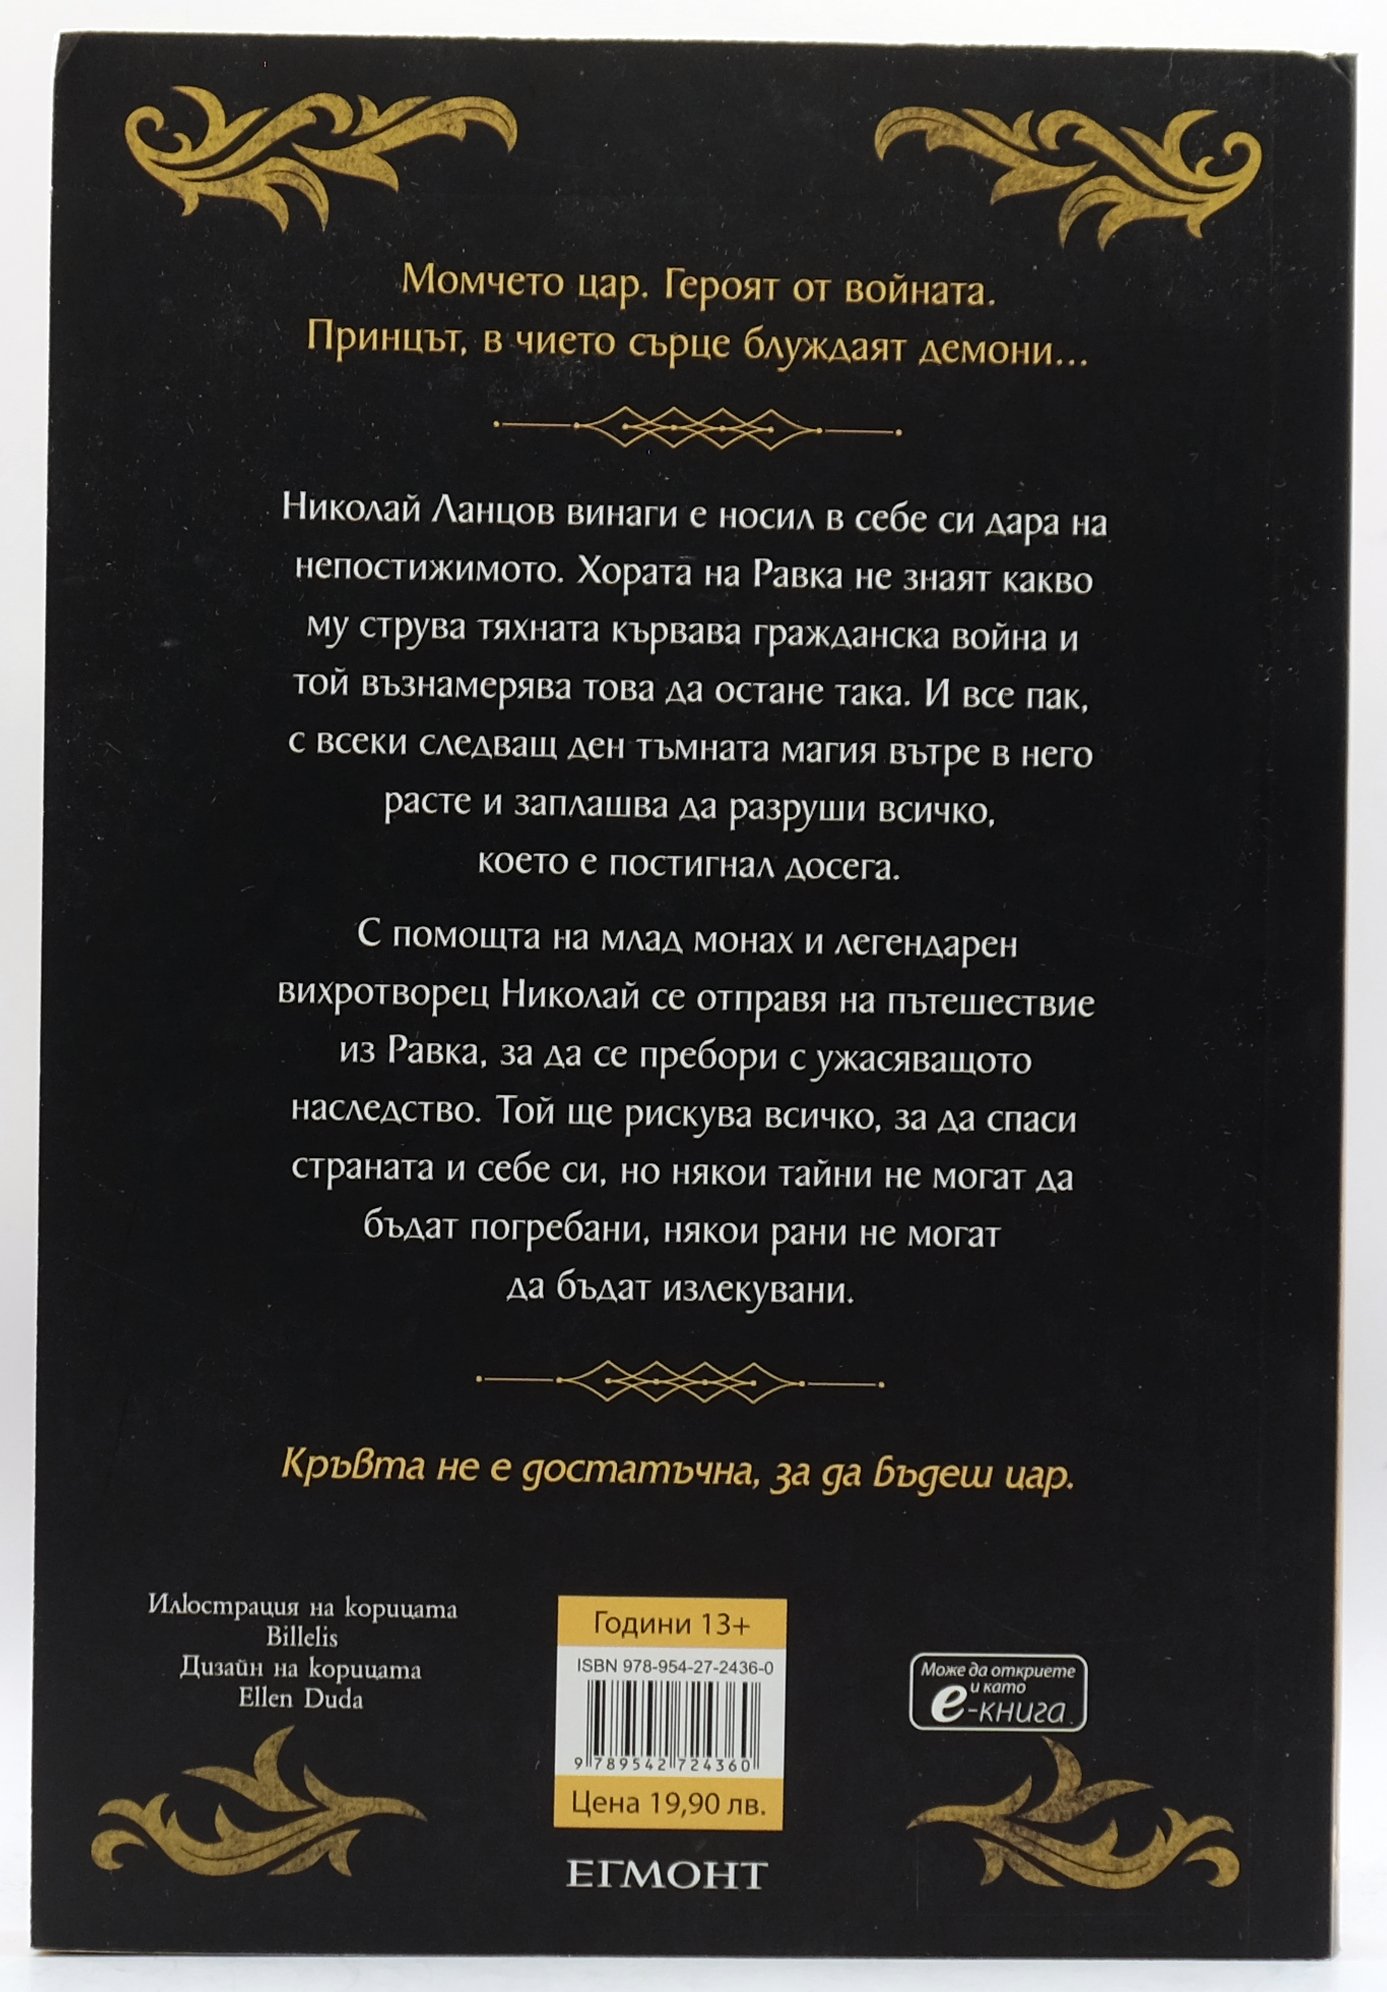 Момчето цар. Героят от войната.
Принцът, в чието сърце блуждаят демони...
Николай Ланцов винаги е носил в себе си дара на
непостижимото. Хората на Равка не знаят какво
му струва тяхната кървава гражданска война и
той възнамерява това да остане така. И все пак,
с всеки следващ ден тъмната магия вътре в него
расте и заплашва да разруши всичко,
което е постигнал досега.
С помощта на млад монах и легендарен
вихротворец Николай се отправя на пътешествие
из Равка, за да се пребори с ужасяващото
наследство. Той ще рискува всичко, за да спаси
страната и себе си, но някои тайни не могат да
бъдат погребани, някои рани не могат
да бъдат излекувани.
Кръвта не е достатъчна, за да бъдеш цар.
Илюстрация на корицата
Billelis
Дизайн на корицата
Ellen Duda
Години 13+
ISBN 978-954-27-2436-0
9 789542 724360
Цена 19,90 лв.
ЕГМОНТ
Може да откриете
и като
е-книга